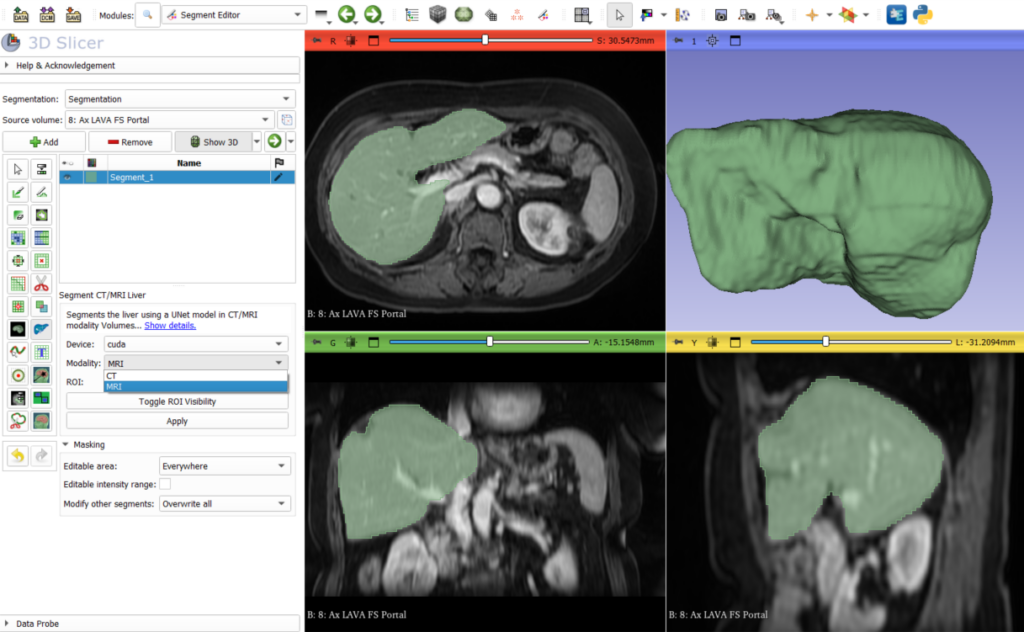 DATA
DCM
SAVE
Modules:
Segment Editor
3D Slicer
Help & Acknowledgement
Segmentation:
Segmentation
Source volume:
8: Ax LAVA FS Portal
Add
Remove
Show 3D
Name
Segment_1
Segment CT/MRI Liver
Segments the liver using a UNet model in CT/MRI
modality Volumes... Show details.
Device:
cuda
Modality:
MRI
CT
MRI
ROI:
Toggle ROI Visibility
Apply
Masking
Editable area:
Everywhere
Editable intensity range:
Modify other segments:
Overwrite all
Data Probe
R
S: 30.5473mm
B: 8: Ax LAVA FS Portal
1
G
A: -15.1548mm
B: 8: Ax LAVA FS Portal
Y
L: -31.2094mm
B: 8: Ax LAVA FS Portal